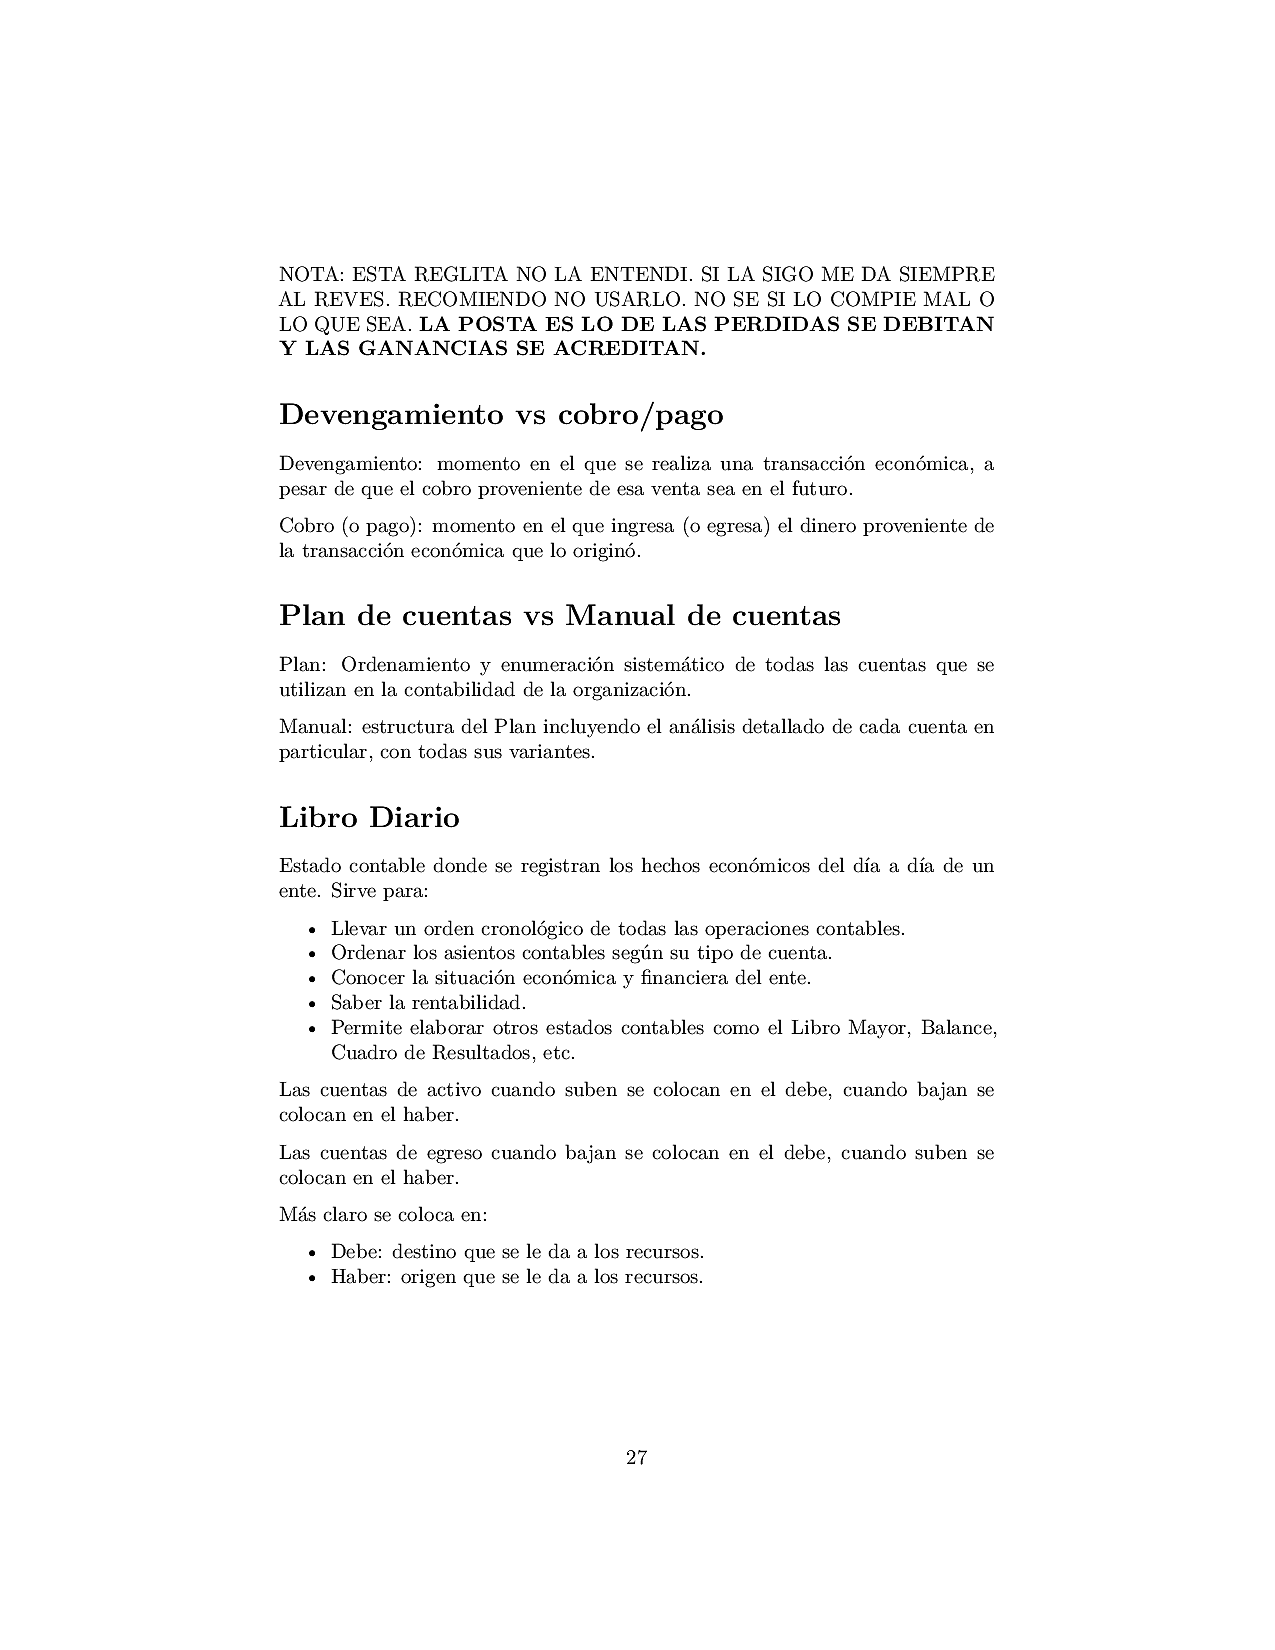 NOTA: ESTA REGLITA NO LA ENTENDI. SI LA SIGO ME DA SIEMPRE
AL REVES. RECOMIENDO NO USARLO. NO SE SI LO COMPIE MAL O
LO QUE SEA. LA POSTA ES LO DE LAS PERDIDAS SE DEBITAN
Y LAS GANANCIAS SE ACREDITAN.
Devengamiento vs cobro/pago
Devengamiento: momento en el que se realiza una transacción económica, a
pesar de que el cobro proveniente de esa venta sea en el futuro.
Cobro (o pago): momento en el que ingresa (o egresa) el dinero proveniente de
la transacción económica que lo originó.
Plan de cuentas vs Manual de cuentas
Plan: Ordenamiento y enumeración sistemático de todas las cuentas que se
utilizan en la contabilidad de la organización.
Manual: estructura del Plan incluyendo el análisis detallado de cada cuenta en
particular, con todas sus variantes.
Libro Diario
Estado contable donde se registran los hechos económicos del día a día de un
ente. Sirve para:
• Llevar un orden cronológico de todas las operaciones contables.
• Ordenar los asientos contables según su tipo de cuenta.
• Conocer la situación económica y financiera del ente.
• Saber la rentabilidad.
• Permite elaborar otros estados contables como el Libro Mayor, Balance,
Cuadro de Resultados, etc.
Las cuentas de activo cuando suben se colocan en el debe, cuando bajan se
colocan en el haber.
Las cuentas de egreso cuando bajan se colocan en el debe, cuando suben se
colocan en el haber.
Más claro se coloca en:
• Debe: destino que se le da a los recursos.
• Haber: origen que se le da a los recursos.
27